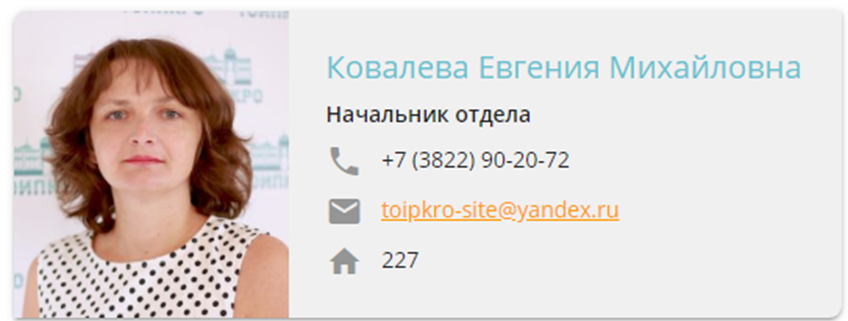 Ковалева Евгения Михайловна
Начальник отдела
+7 (3822) 90-20-72
toipkro-site@yandex.ru
227